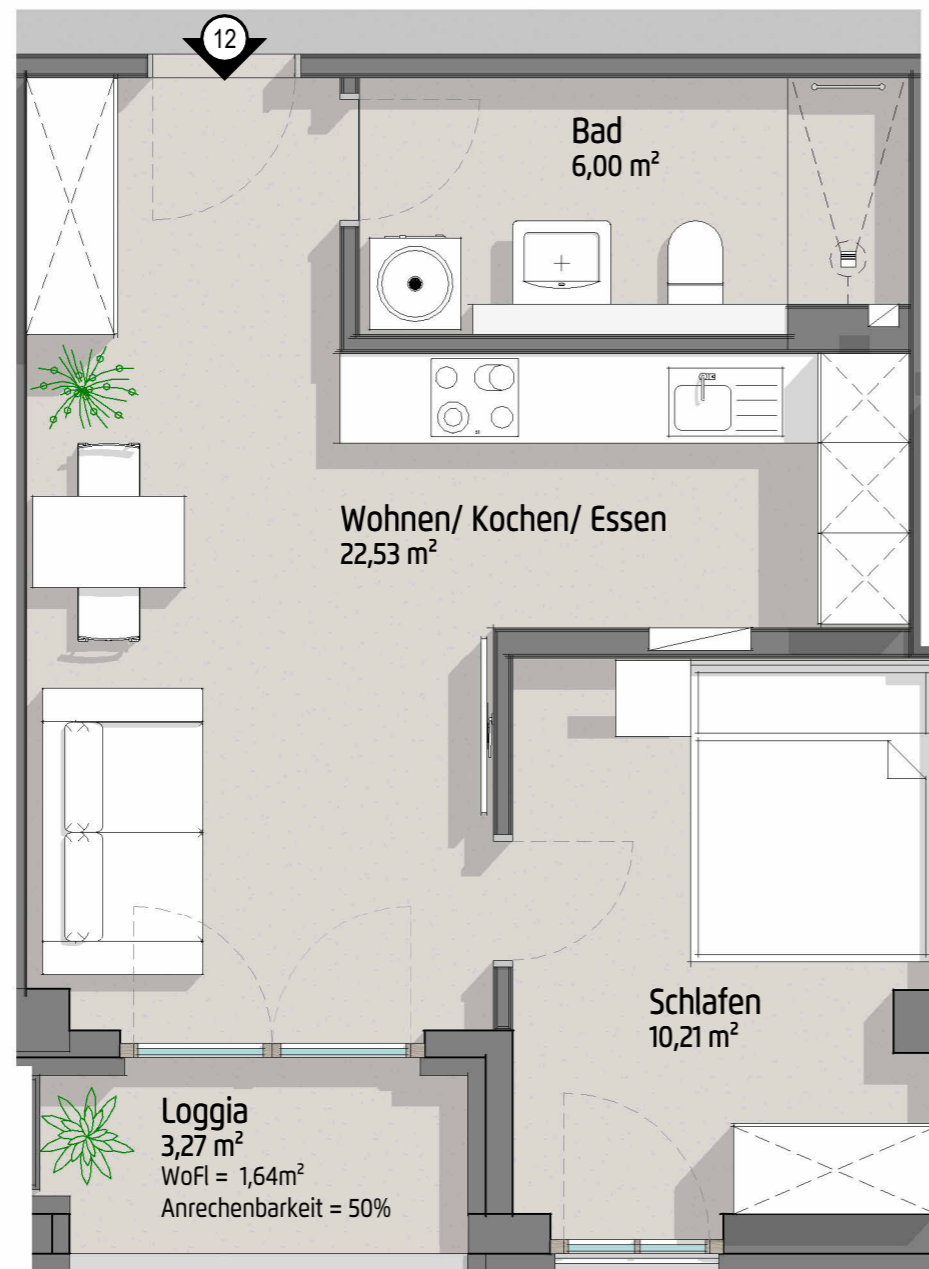 12
Bad
6,00 m²
Wohnen/ Kochen/ Essen
22,53 m²
Schlafen
10,21 m²
Loggia
3,27 m²
WoFl = 1,64m²
Anrechenbarkeit = 50%